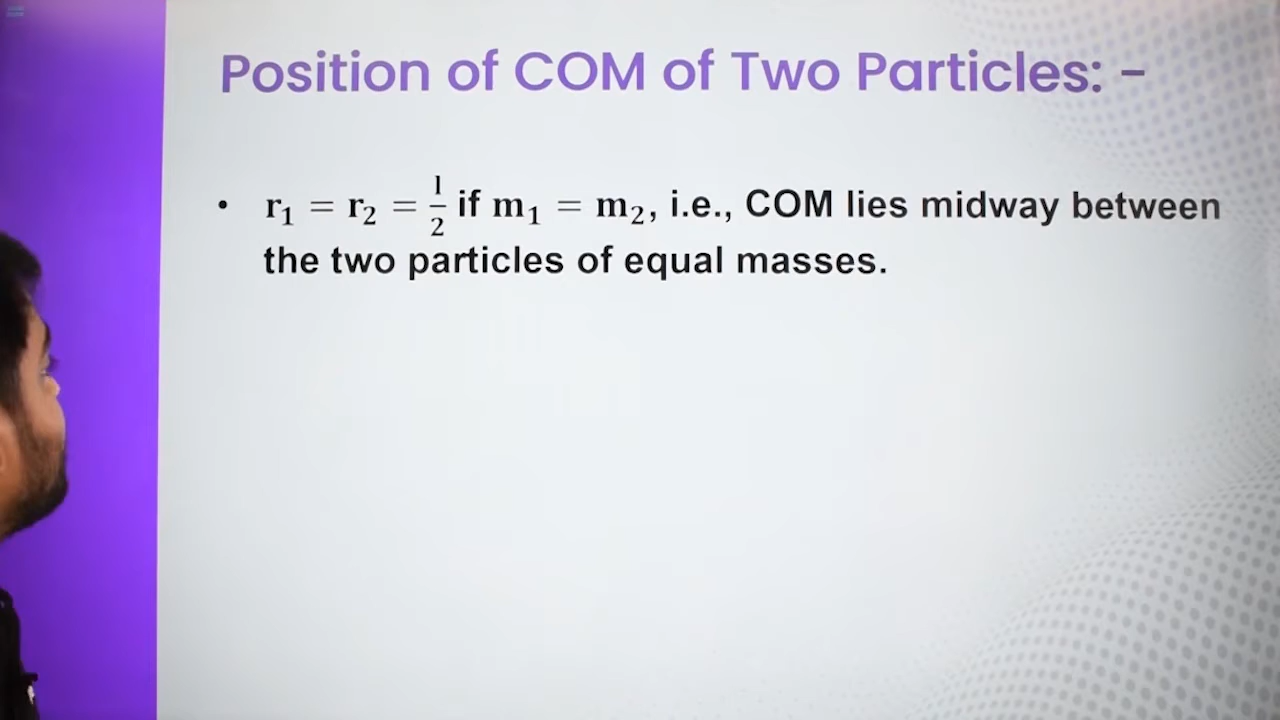 Position of COM of Two Particles: -
• r₁ = r₂ = l/2 if m₁ = m₂, i.e., COM lies midway between
the two particles of equal masses.